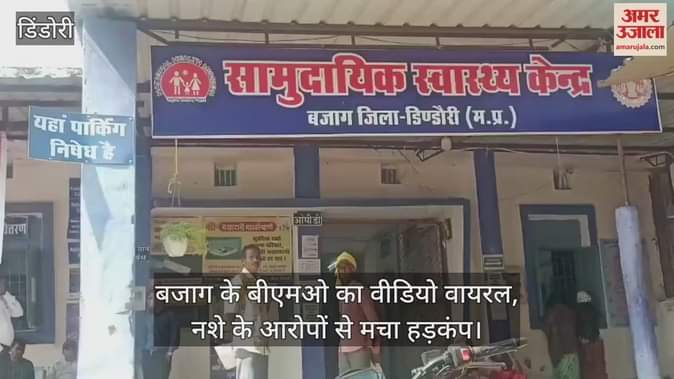 डिंडोरी
अमर उजाला
amarujala.com
सामुदायिक स्वास्थ्य केन्द्र
बजाग जिला-डिण्डौरी (म.प्र.)
यहां पार्किंग
निषेध है
ओपीडी
बजाग के बीएमओ का वीडियो वायरल,
नशे के आरोपों से मचा हड़कंप।